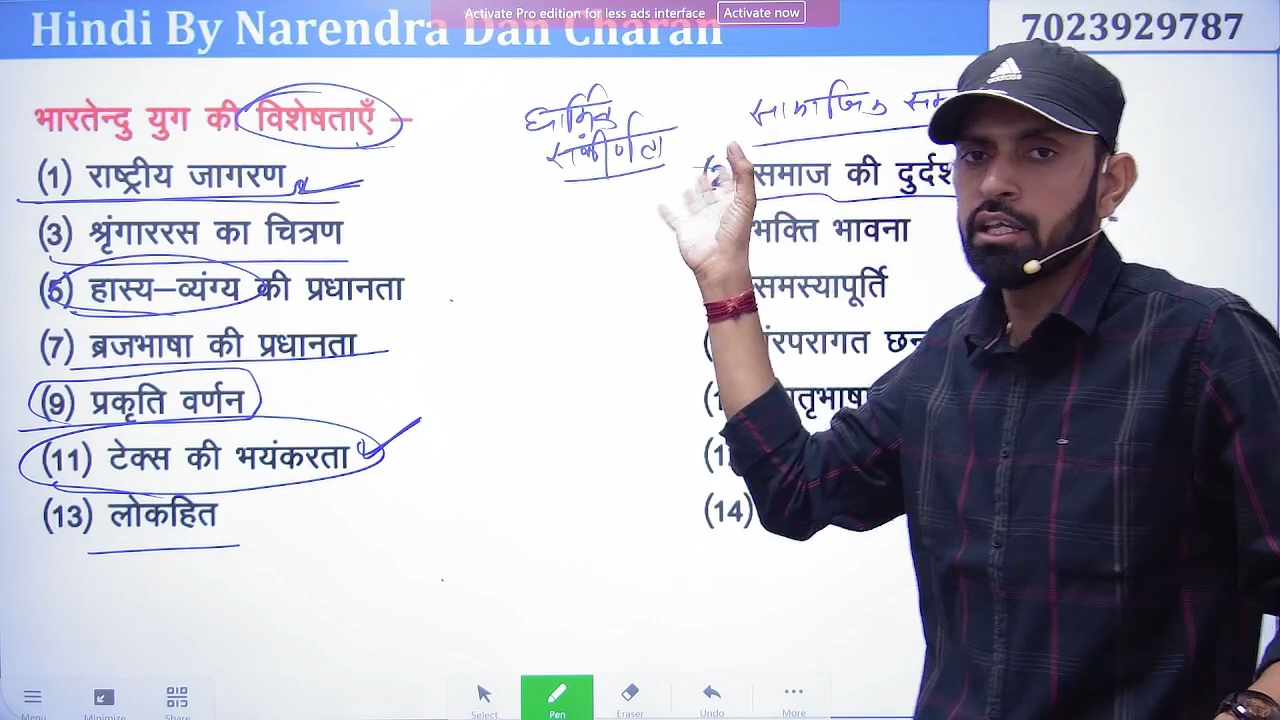 Activate Pro edition for less ads interface Activate now
Hindi By Narendra Dan Charan 7023929787
भारतेन्दु युग की विशेषताएँ –
धार्मिक
संकीर्णता
सामाजिक
(1) राष्ट्रीय जागरण
समाज की
(3) श्रृंगाररस का चित्रण
भक्ति भावना
(5) हास्य–व्यंग्य की प्रधानता
समस्यापूर्ति
(7) ब्रजभाषा की प्रधानता
(9) प्रकृति वर्णन
(11) टेक्स की भयंकरता
(13) लोकहित
(14)
Menu Minimize Share Select Pen Eraser Undo More